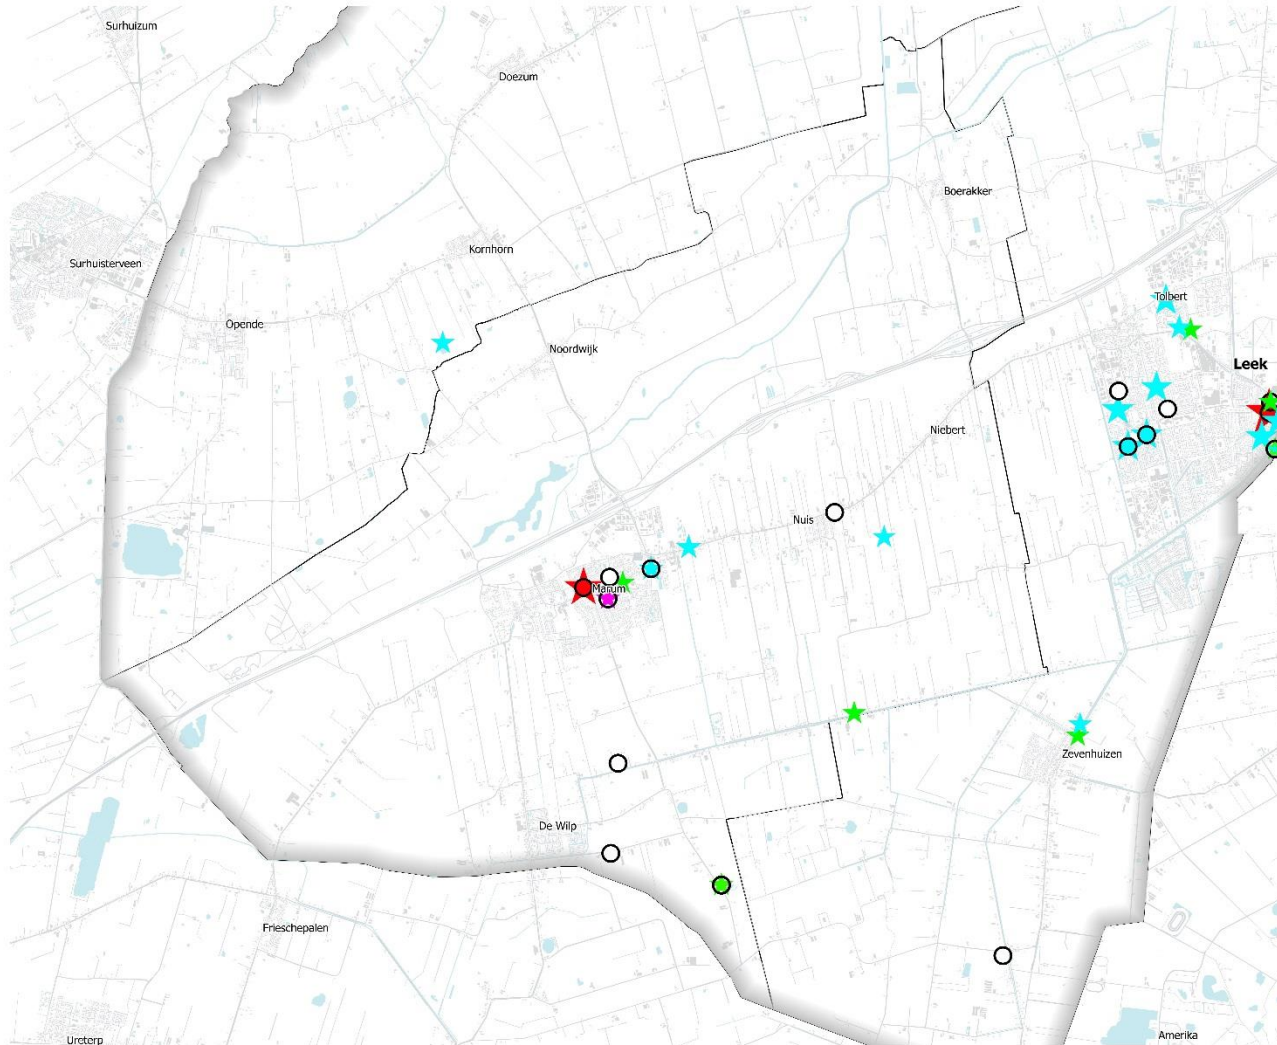 Surhuizum
Doezum
Boerakker
Kornhorn
Surhuisterveen
Tolbert
Opende
Noordwijk
Leek
Niebert
Nuis
Marum
Zevenhuizen
De Wilp
Frieschepalen
Ureterp
Amerika